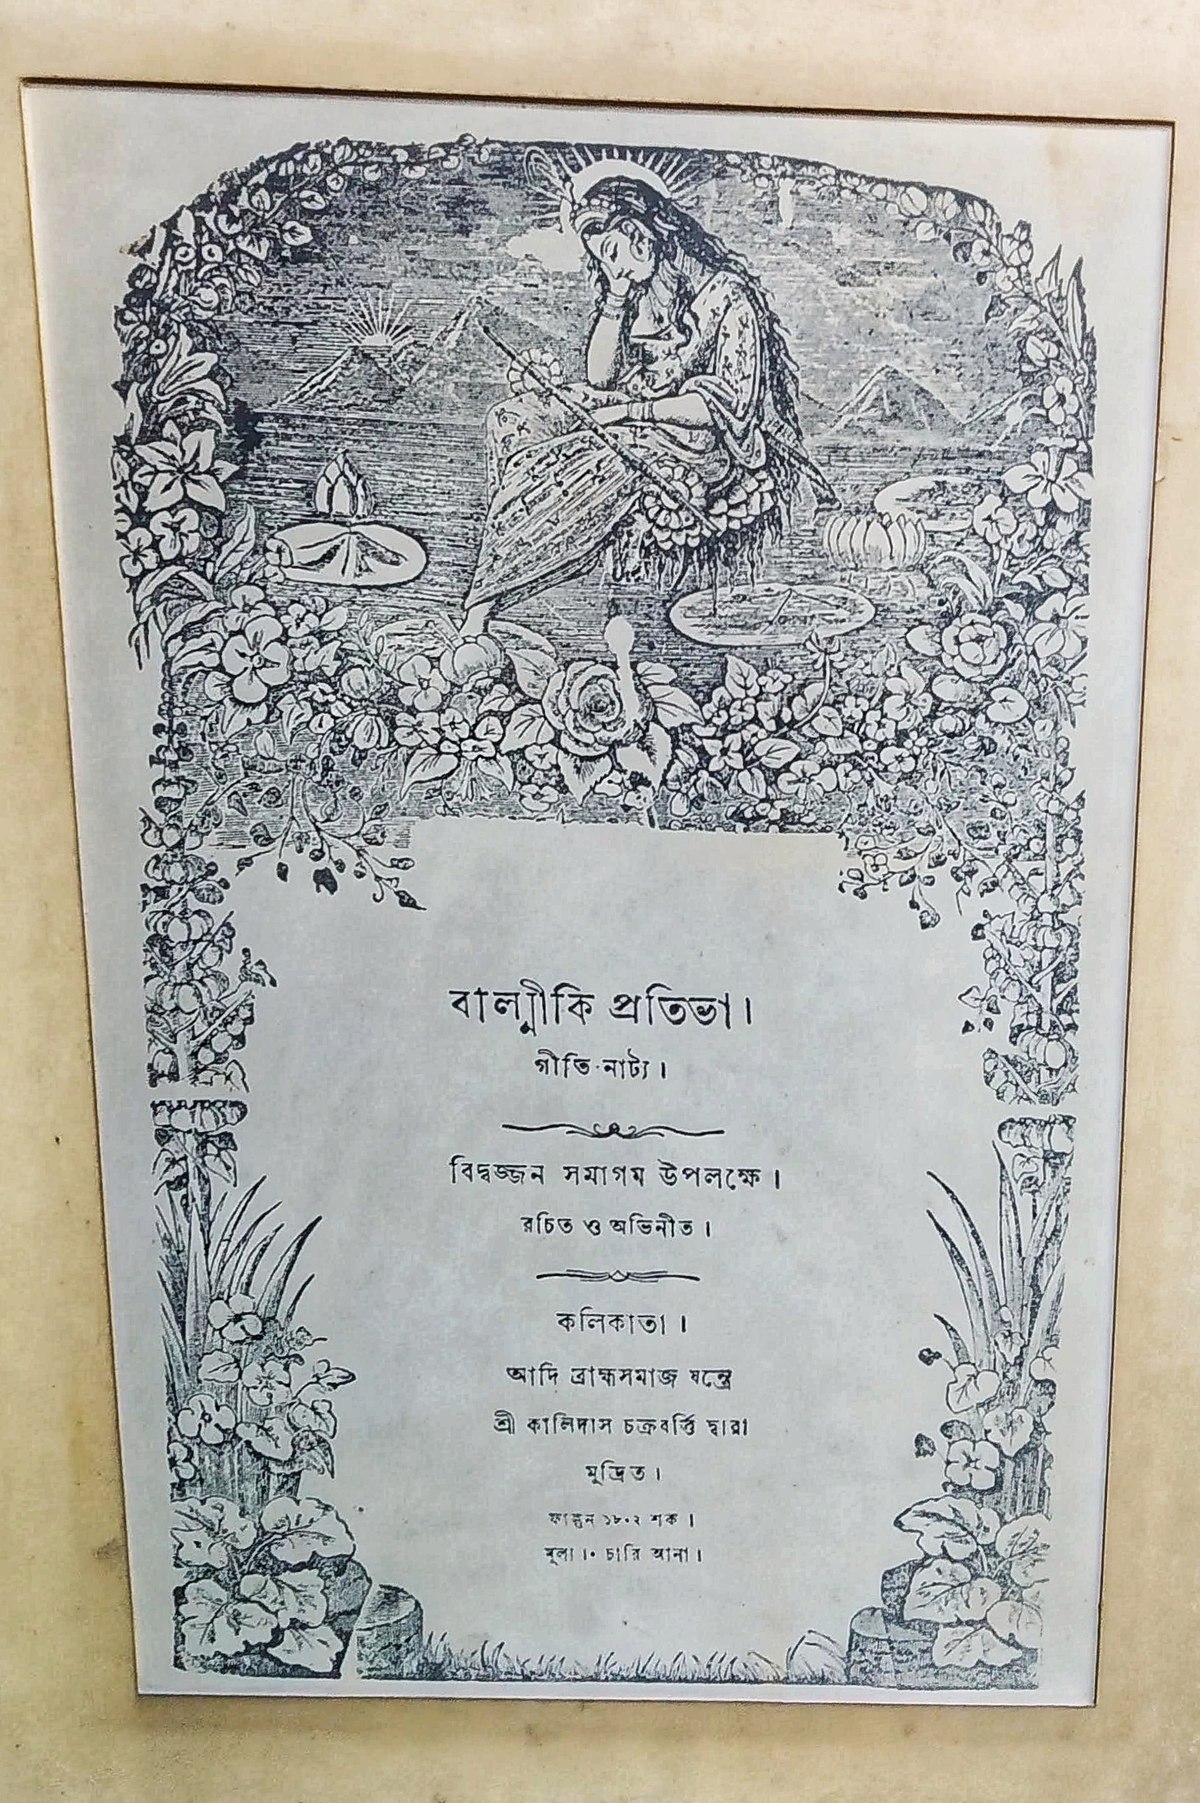 বাল্মীকি প্রতিভা।
গীতি-নাট্য।
বিদ্বজ্জন সমাগম উপলক্ষে।
রচিত ও অভিনীত।
কলিকাতা।
আদি ব্রাহ্মসমাজ যন্ত্রে
শ্রী কালিদাস চক্রবর্ত্তি দ্বারা
মুদ্রিত।
ফাল্গুন ১৮০২ শক।
মূল্য ।০ চারি আনা।